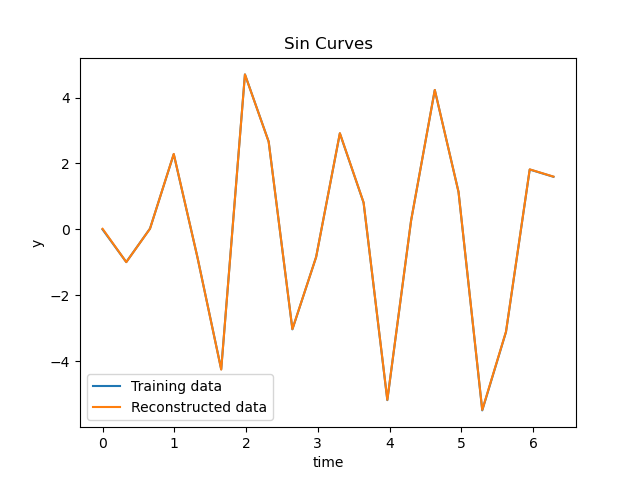 Sin Curves
4
2
0
−2
−4
y
Training data
Reconstructed data
0 1 2 3 4 5 6
time